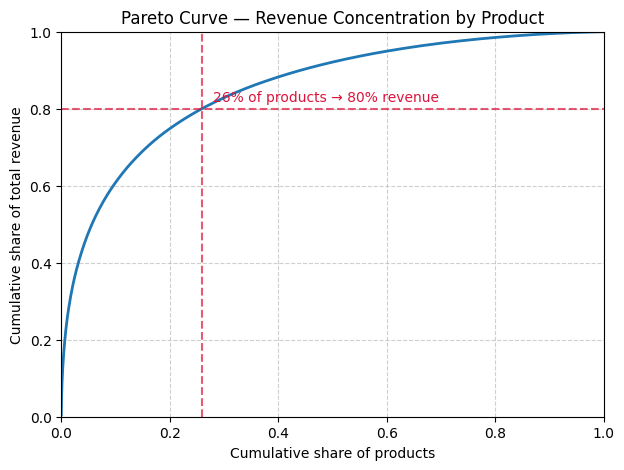 Pareto Curve — Revenue Concentration by Product
1.0
0.8
0.6
0.4
0.2
0.0
Cumulative share of total revenue
26% of products → 80% revenue
0.0 0.2 0.4 0.6 0.8 1.0
Cumulative share of products